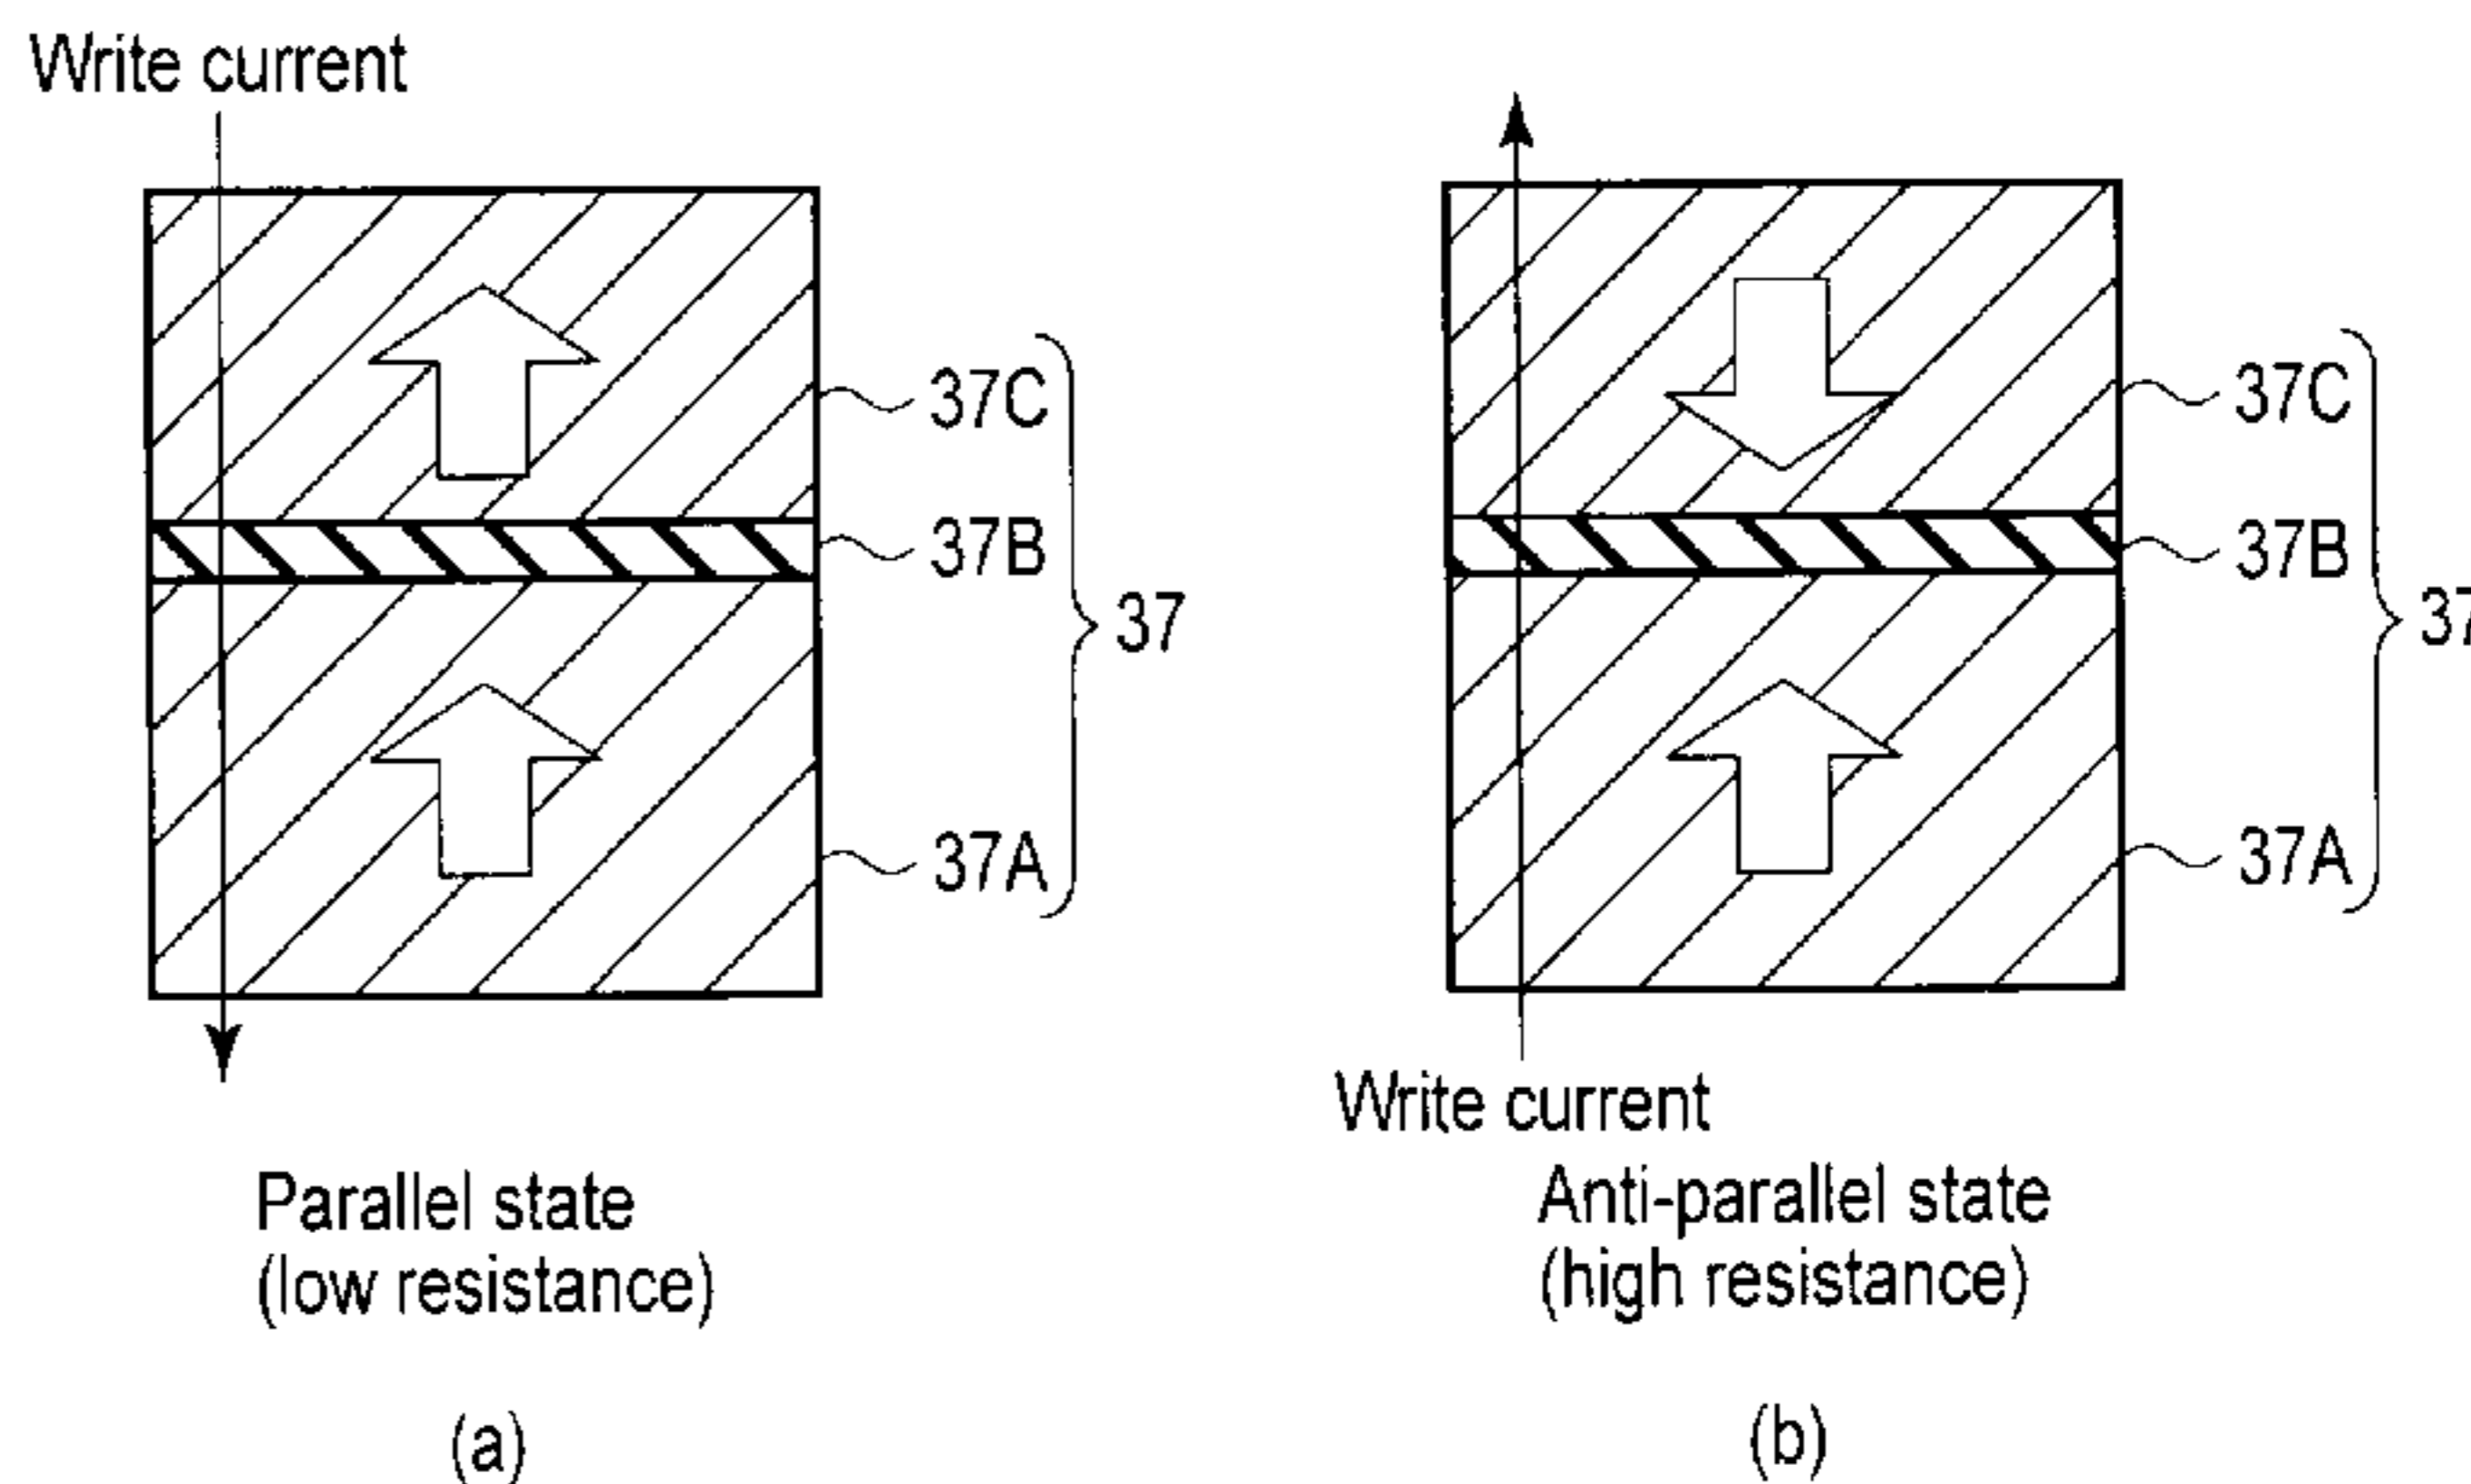 Write current
37C
37B
37
37A
Parallel state
(low resistance)
(a)
37C
37B
37
37A
Write current
Anti-parallel state
(high resistance)
(b)